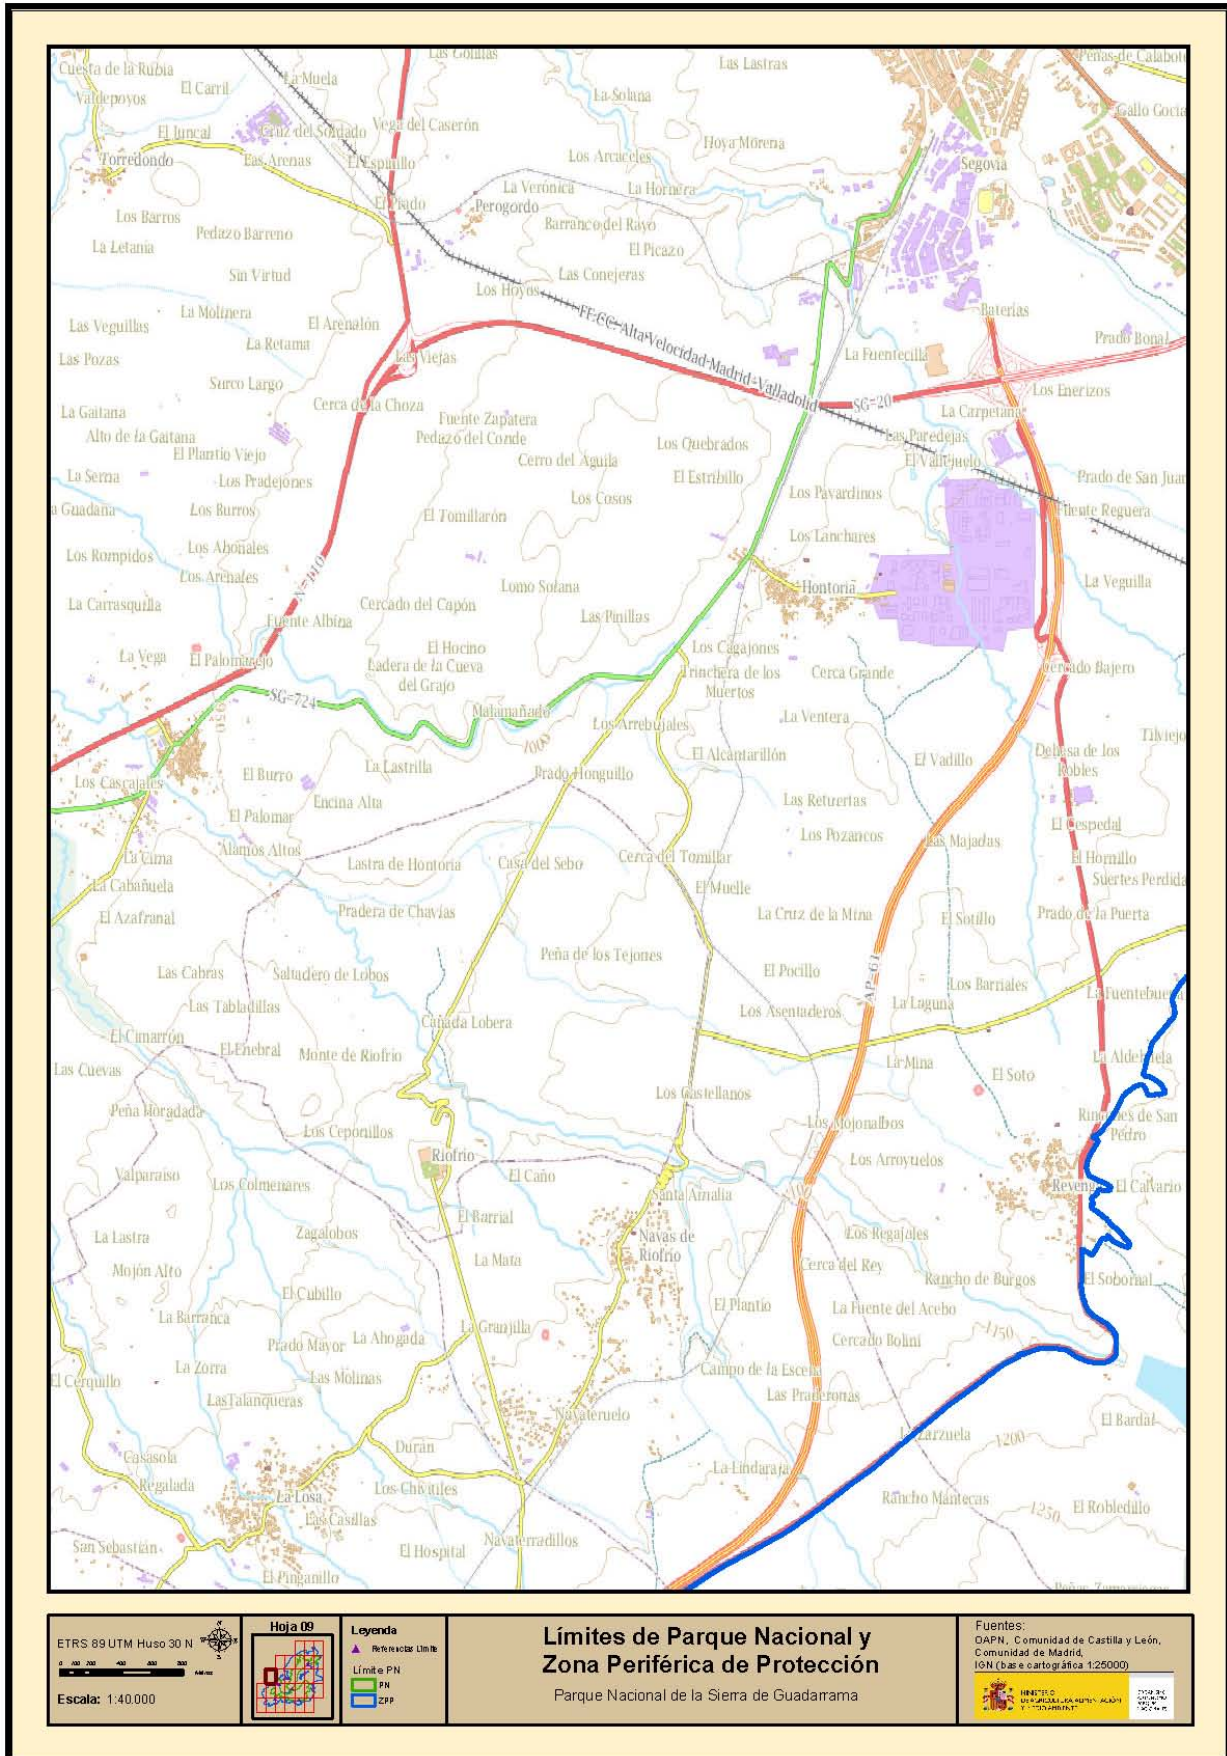 Las Gollillas
Cuesta de la Rubia
La Muela
Las Lastras
Peñas de Calabot
Valdepoyos
El Carril
La Solana
Gallo Gocia
El Juncal
Cruz del Soldado
Vega del Caserón
Hoya Morena
Torredondo
Las Arenas
El Espinillo
Los Arcaceles
Segovia
La Verónica
La Hornera
El Prado
Perogordo
Los Barros
Pedazo Barreno
Barranco del Rayo
La Letania
El Picazo
Sin Virtud
Las Conejeras
Los Hoyos
La Molinera
FF-CC-Alta-Velocidad-Madrid-Valladolid
Baterías
Las Veguillas
El Arenalón
Prado Bonal
La Retama
Las Pozas
Las Viejas
La Fuentecilla
Surco Largo
Los Enerizos
Cerca de la Choza
SG-20
La Gaitana
Fuente Zapatera
La Carpetana
Alto de la Gaitana
Pedazo del Conde
Los Quebrados
Las Paredejas
El Plantío Viejo
Cerro del Aguila
El Vallejuelo
La Serna
Los Pradejones
El Estribillo
Prado de San Juan
Los Cosos
Los Pavardinos
a Guadaña
Los Burros
El Tomillarón
Fuente Reguera
Los Rompidos
Los Ahoñales
Los Lanchares
Los Arenales
N-110
Lomo Solana
Hontoria
La Veguilla
La Carrasquilla
Cercado del Capón
Las Pinillas
Fuente Albina
La Vega
El Palomarejo
El Hocino
Ladera de la Cueva
del Grajo
Los Cagajones
Trinchera de los
Muertos
Cerca Grande
Cercado Bajero
SG-724
Malamañado
La Ventera
Los Arrebujales
Tilviejo
1000
El Alcantarillón
El Vadillo
Dehesa de los
Robles
Los Cascajales
El Burro
La Lastrilla
Prado Honguillo
Encina Alta
Las Returtas
El Palomar
Los Pozancos
Las Majadas
El Cespedal
La Cima
Álamos Altos
Lastra de Hontoria
Casa del Sebo
Cerca del Tomillar
El Hornillo
La Cabañuela
El Muelle
Suertes Perdida
El Azafranal
Pradera de Chavías
La Cruz de la Mina
El Sotillo
Prado de la Puerta
Peña de los Tejones
Las Cabras
Saltadero de Lobos
El Pocillo
AP-61
Los Barriales
Las Tabladillas
La Laguna
La Fuentebuena
El Cimarrón
Cañada Lobera
Los Asentaderos
El Enebral
Monte de Riofrio
Las Cuevas
La Mina
El Soto
La Aldehuela
Peña Horadada
Los Castellanos
Rincones de San
Pedro
Los Ceponillos
Los Mojonalbos
Riofrío
Los Arroyuelos
Valparaíso
Los Colmenares
El Caño
Santa Amalia
1100
El Calvario
El Barrial
Zagalobos
Los Regajales
La Lastra
La Mata
Navas de
Riofrío
Cerca del Rey
Mojón Alto
Rancho de Burgos
El Sobornal
El Cubillo
El Plantío
La Fuente del Acebo
La Barranca
La Granjilla
1150
Prado Mayor
La Ahogada
Cercado Bolini
La Zorra
El Cerquillo
Las Molinas
Campo de la Escela
Las Talanqueras
Las Praderonas
Navateruelo
El Bardal
La Zarzuela
1200
Durán
Casasola
La Lindaraja
Regalada
Los Chivitiles
La Losa
Rancho Mantecas
1250
El Robledillo
Las Casillas
San Sebastián
El Hospital
Navaterradillos
El Pinganillo
ETRS 89 UTM Huso 30 N
Escala: 1:40.000
Hoja 09
Leyenda
Referencias Límite
Límite PN
PN
ZPP
Límites de Parque Nacional y
Zona Periférica de Protección
Parque Nacional de la Sierra de Guadarrama
Fuentes:
OAPN, Comunidad de Castilla y León,
Comunidad de Madrid,
IGN (base cartográfica 1:25000)
MINISTERIO
DE AGRICULTURA, ALIMENTACIÓN
Y MEDIO AMBIENTE